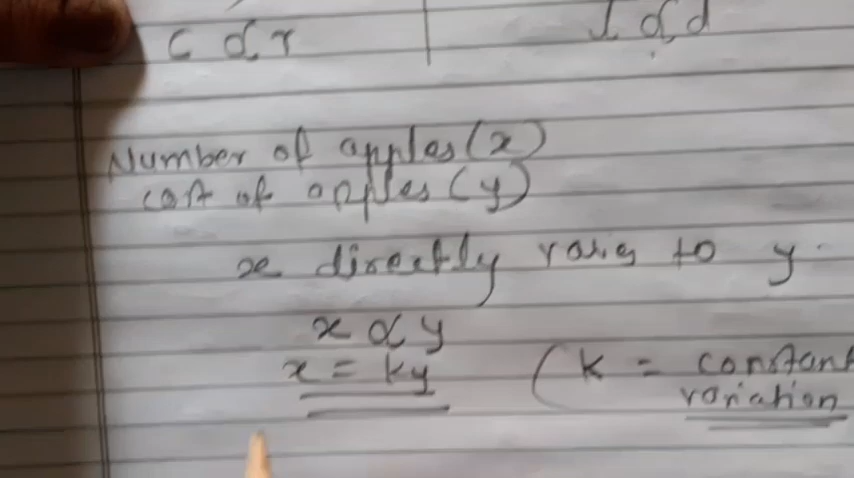 c ∝ r
∝ d
Number of apples (x)
cost of apples (y)
x directly varies to y.
x ∝ y
x = ky (k = constant
variation